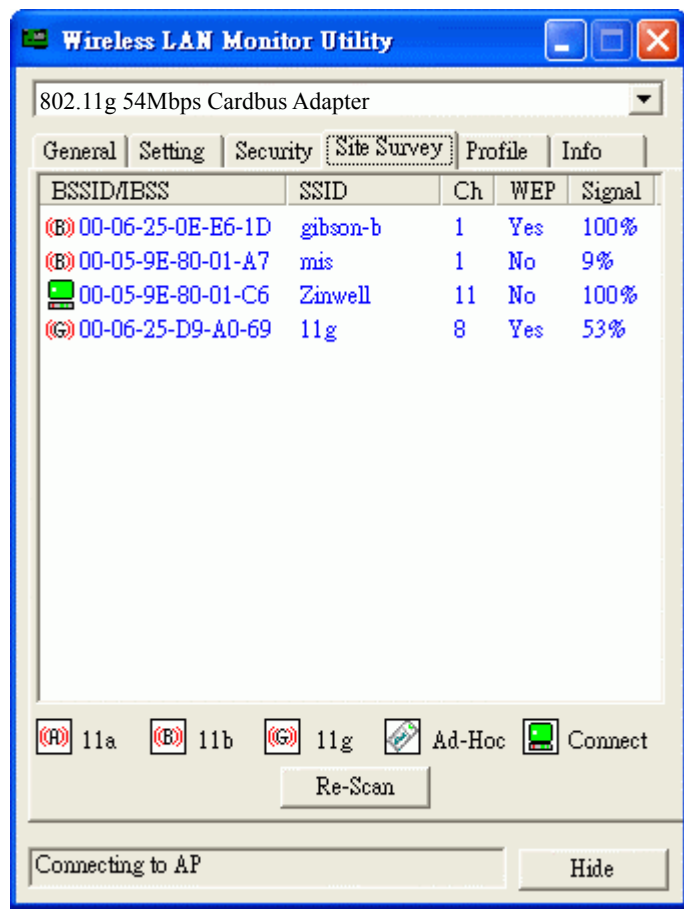 Wireless LAN Monitor Utility
802.11g 54Mbps Cardbus Adapter
General Setting Security Site Survey Profile Info
BSSID/IBSS SSID Ch WEP Signal
(B) 00-06-25-0E-E6-1D gibson-b 1 Yes 100%
(B) 00-05-9E-80-01-A7 mis 1 No 9%
00-05-9E-80-01-C6 Zinwell 11 No 100%
(G) 00-06-25-D9-A0-69 11g 8 Yes 53%
(A) 11a (B) 11b (G) 11g Ad-Hoc Connect
Re-Scan
Connecting to AP Hide